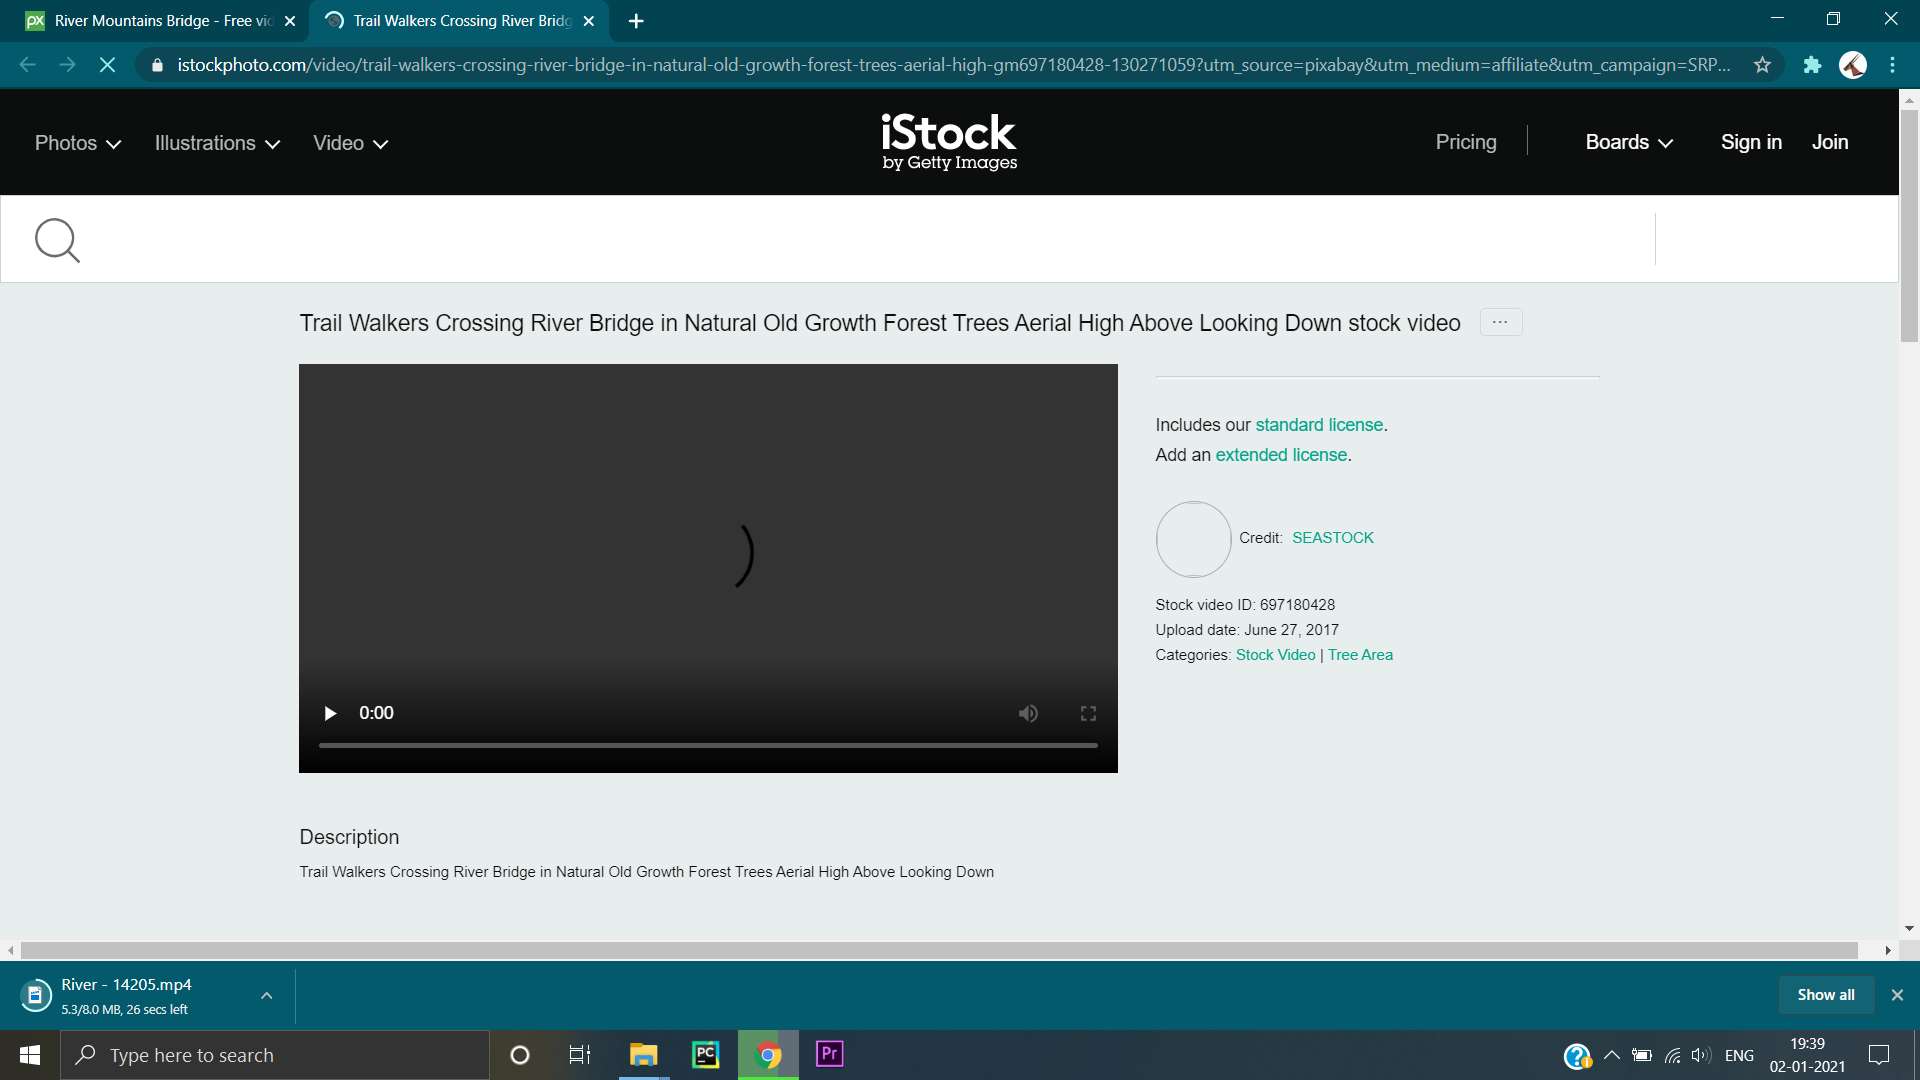 px River Mountains Bridge - Free vid
Trail Walkers Crossing River Bridg
istockphoto.com/video/trail-walkers-crossing-river-bridge-in-natural-old-growth-forest-trees-aerial-high-gm697180428-130271059?utm_source=pixabay&utm_medium=affiliate&utm_campaign=SRP...
Photos Illustrations Video
iStock
by Getty Images
Pricing Boards Sign in Join
Trail Walkers Crossing River Bridge in Natural Old Growth Forest Trees Aerial High Above Looking Down stock video ...
Includes our standard license.
Add an extended license.
Credit: SEASTOCK
Stock video ID: 697180428
Upload date: June 27, 2017
Categories: Stock Video | Tree Area
0:00
Description
Trail Walkers Crossing River Bridge in Natural Old Growth Forest Trees Aerial High Above Looking Down
River - 14205.mp4
5.3/8.0 MB, 26 secs left
Show all
Type here to search
PC
Pr
ENG
19:39
02-01-2021